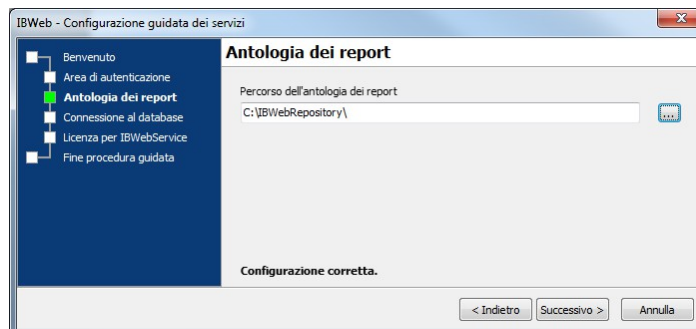 IBWeb - Configurazione guidata dei servizi
Benvenuto
Area di autenticazione
Antologia dei report
Connessione al database
Licenza per IBWebService
Fine procedura guidata
Antologia dei report
Percorso dell'antologia dei report
C:\IBWebRepository\
...
Configurazione corretta.
< Indietro
Successivo >
Annulla